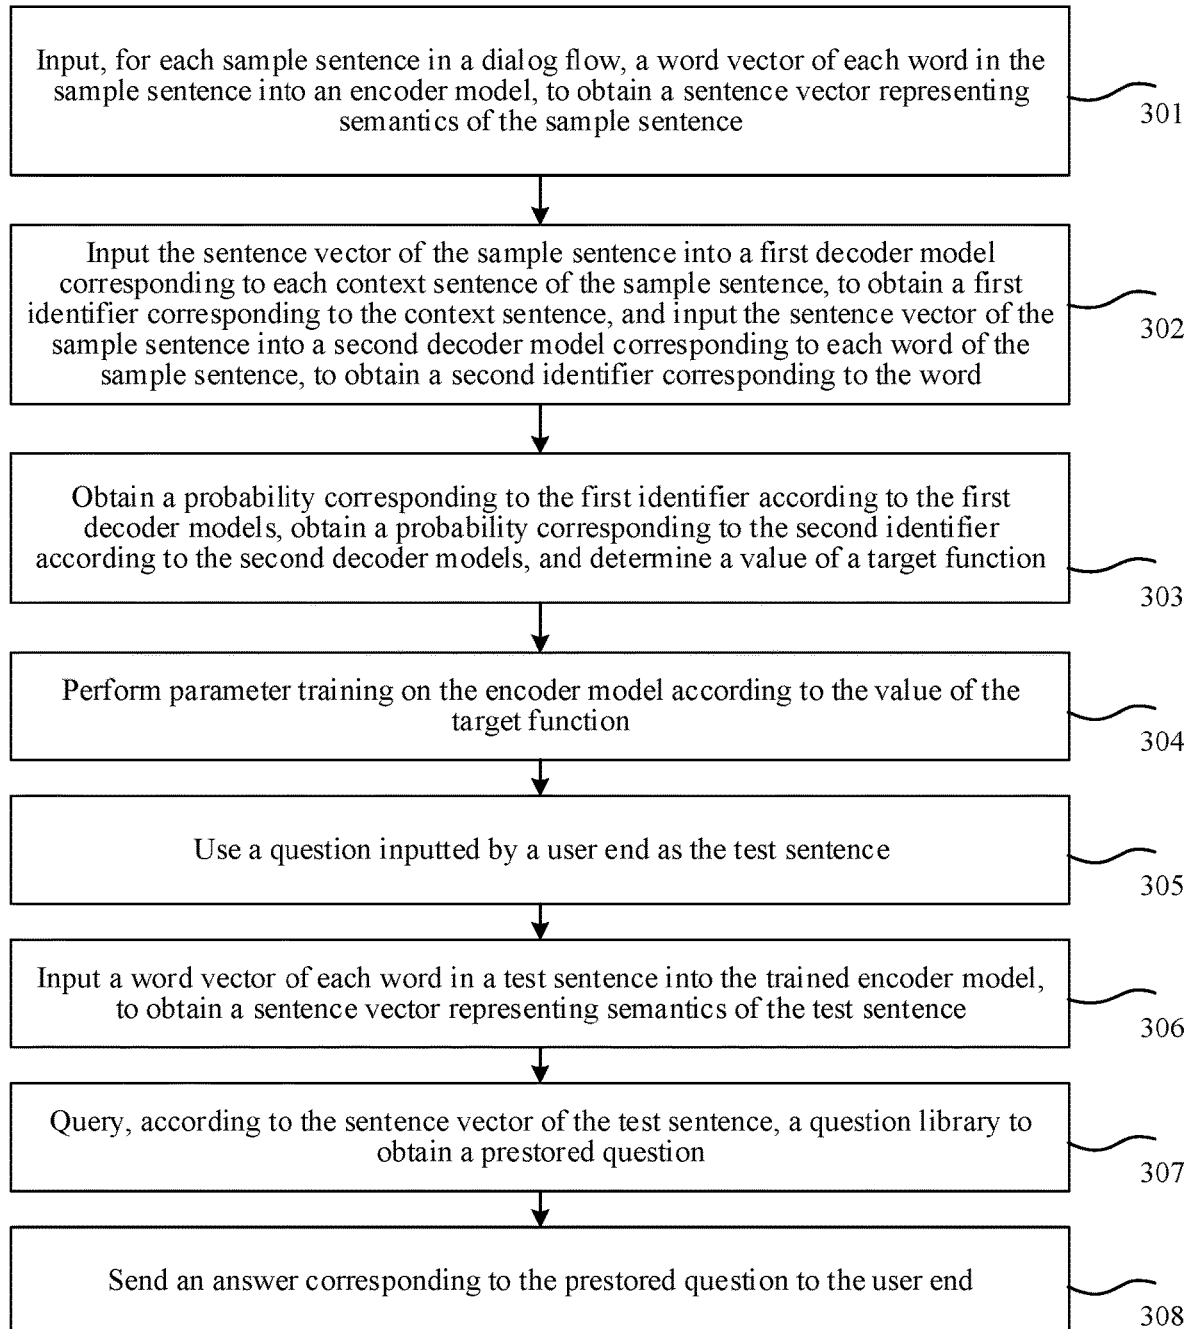 Input, for each sample sentence in a dialog flow, a word vector of each word in the
sample sentence into an encoder model, to obtain a sentence vector representing
semantics of the sample sentence
301
Input the sentence vector of the sample sentence into a first decoder model
corresponding to each context sentence of the sample sentence, to obtain a first
identifier corresponding to the context sentence, and input the sentence vector of the
sample sentence into a second decoder model corresponding to each word of the
sample sentence, to obtain a second identifier corresponding to the word
302
Obtain a probability corresponding to the first identifier according to the first
decoder models, obtain a probability corresponding to the second identifier
according to the second decoder models, and determine a value of a target function
303
Perform parameter training on the encoder model according to the value of the
target function
304
Use a question inputted by a user end as the test sentence
305
Input a word vector of each word in a test sentence into the trained encoder model,
to obtain a sentence vector representing semantics of the test sentence
306
Query, according to the sentence vector of the test sentence, a question library to
obtain a prestored question
307
Send an answer corresponding to the prestored question to the user end
308